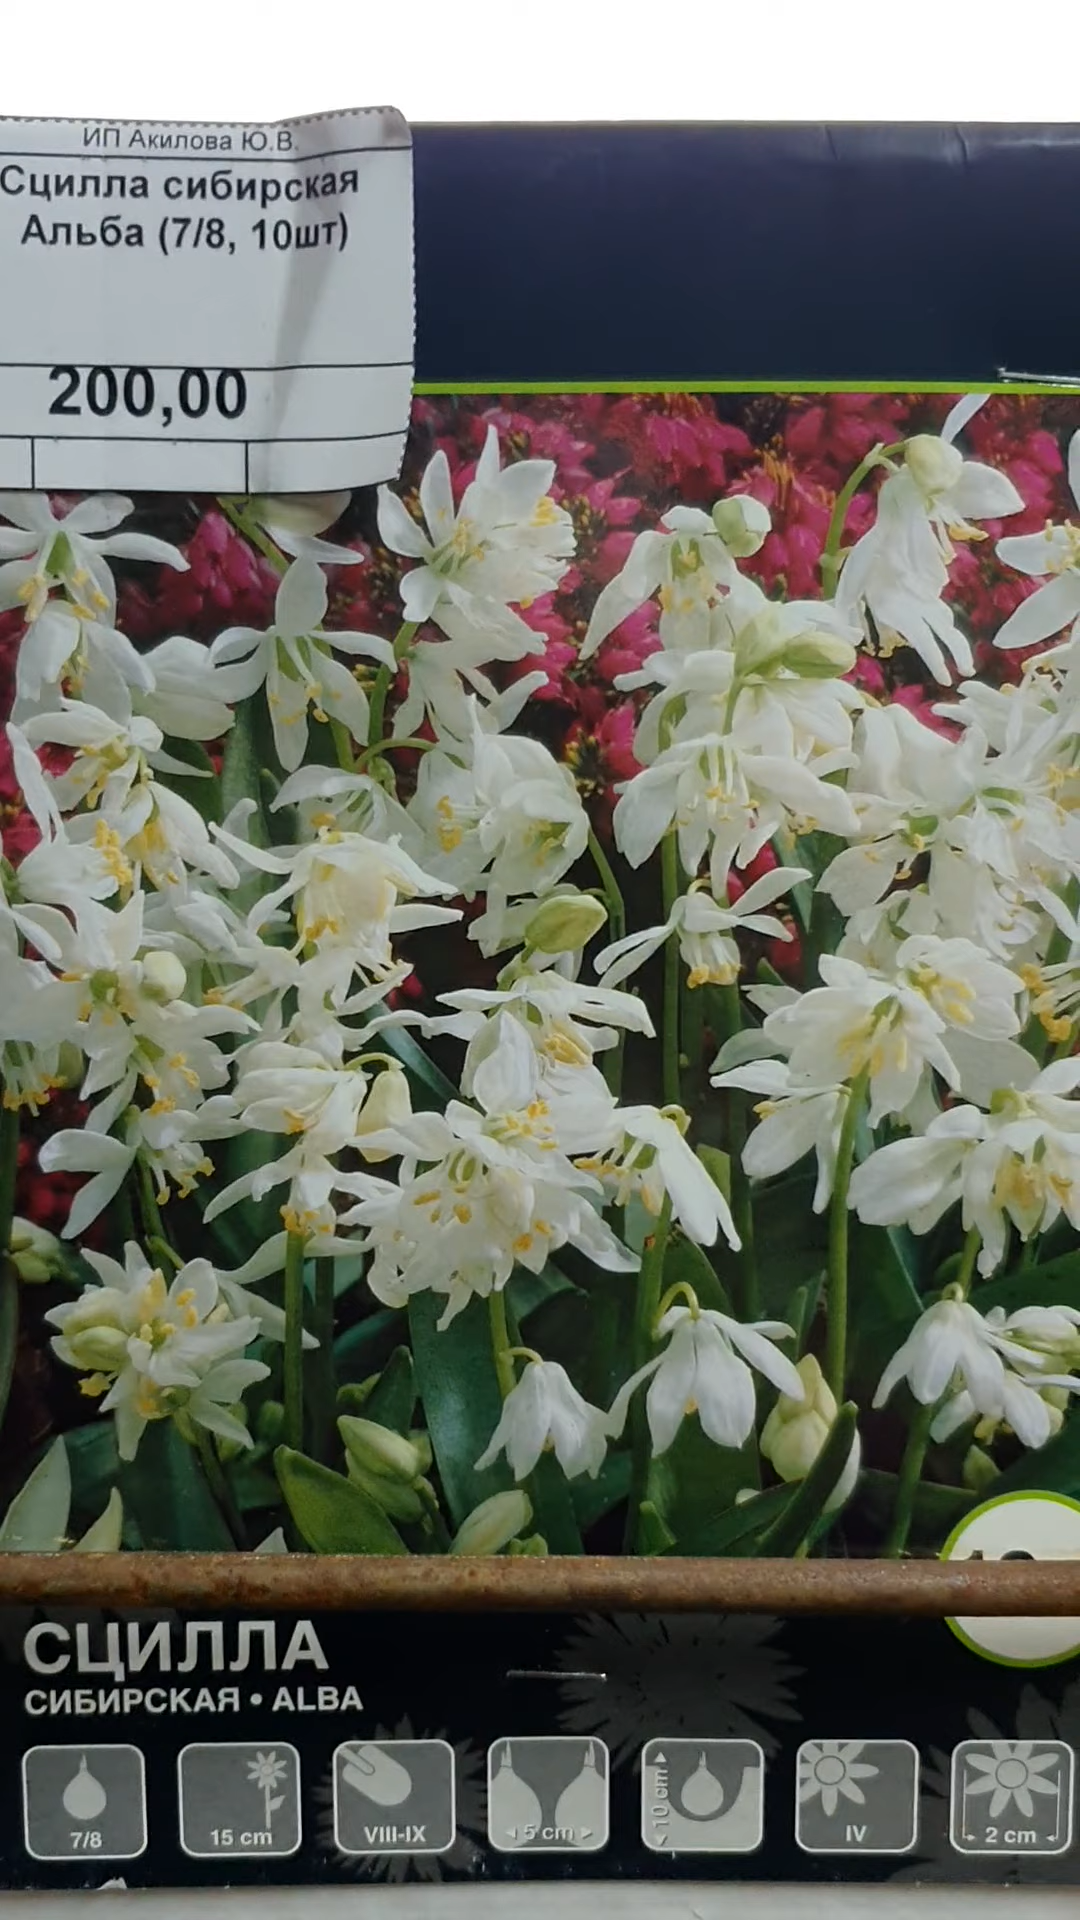 ИП Акилова Ю.В.
Сцилла сибирская
Альба (7/8, 10шт)
200,00
СЦИЛЛА
СИБИРСКАЯ • ALBA
7/8
15 cm
VIII-IX
5 cm
10 cm
IV
2 cm